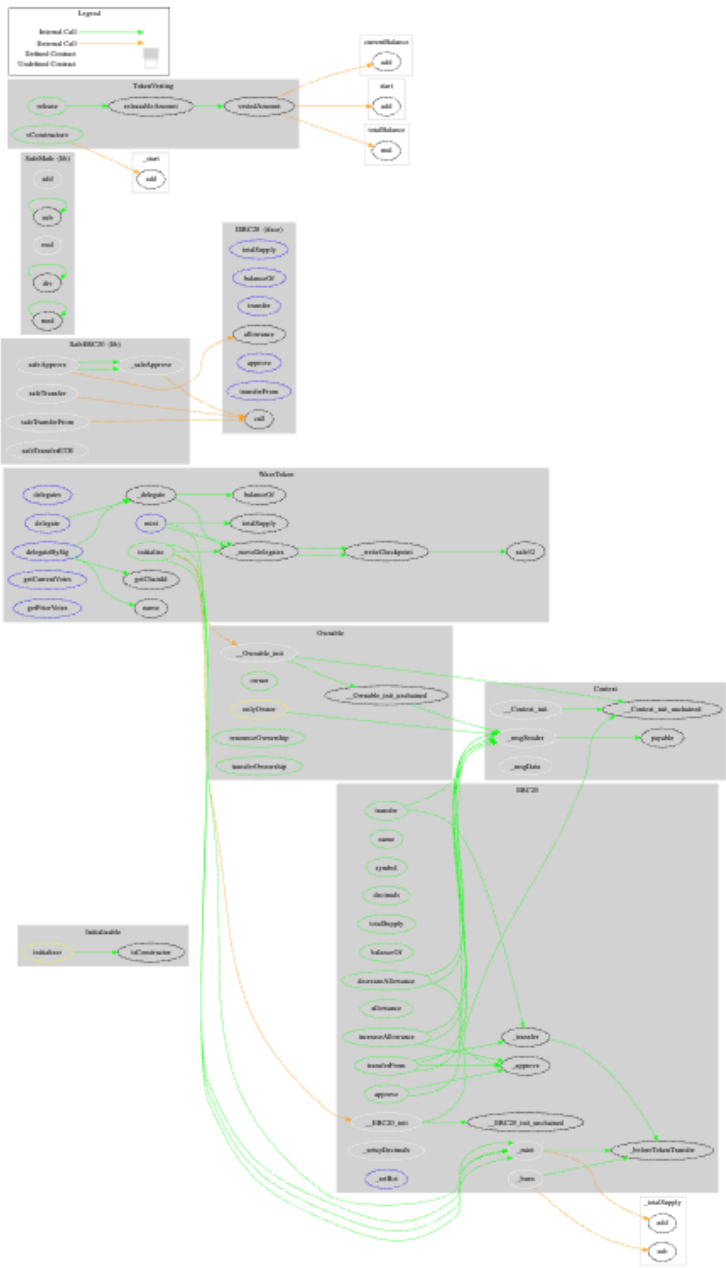 Legend
Internal Call
External Call
Defined Contract
Undefined Contract
TokenVesting
release
releasableAmount
vestedAmount
<Constructor>
currentBalance
add
start
add
totalBalance
mul
_start
add
SafeMath (lib)
add
sub
mul
div
mod
IERC20 (iface)
totalSupply
balanceOf
transfer
allowance
approve
transferFrom
call
SafeERC20 (lib)
safeApprove
_safeApprove
safeTransfer
safeTransferFrom
safeTransferETH
delegates
_delegate
balanceOf
delegate
mint
totalSupply
delegateBySig
initialize
_moveDelegates
_writeCheckpoint
safe32
getCurrentVotes
getChainId
getPriorVotes
name
Ownable
__Ownable_init
owner
__Ownable_init_unchained
onlyOwner
renounceOwnership
transferOwnership
Context
__Context_init
__Context_init_unchained
_msgSender
payable
_msgData
ERC20
transfer
name
symbol
decimals
totalSupply
balanceOf
decreaseAllowance
allowance
increaseAllowance
_transfer
transferFrom
_approve
approve
__ERC20_init
__ERC20_init_unchained
_setupDecimals
_mint
_beforeTokenTransfer
_burn
Initializable
initializer
isConstructor
_totalSupply
add
sub